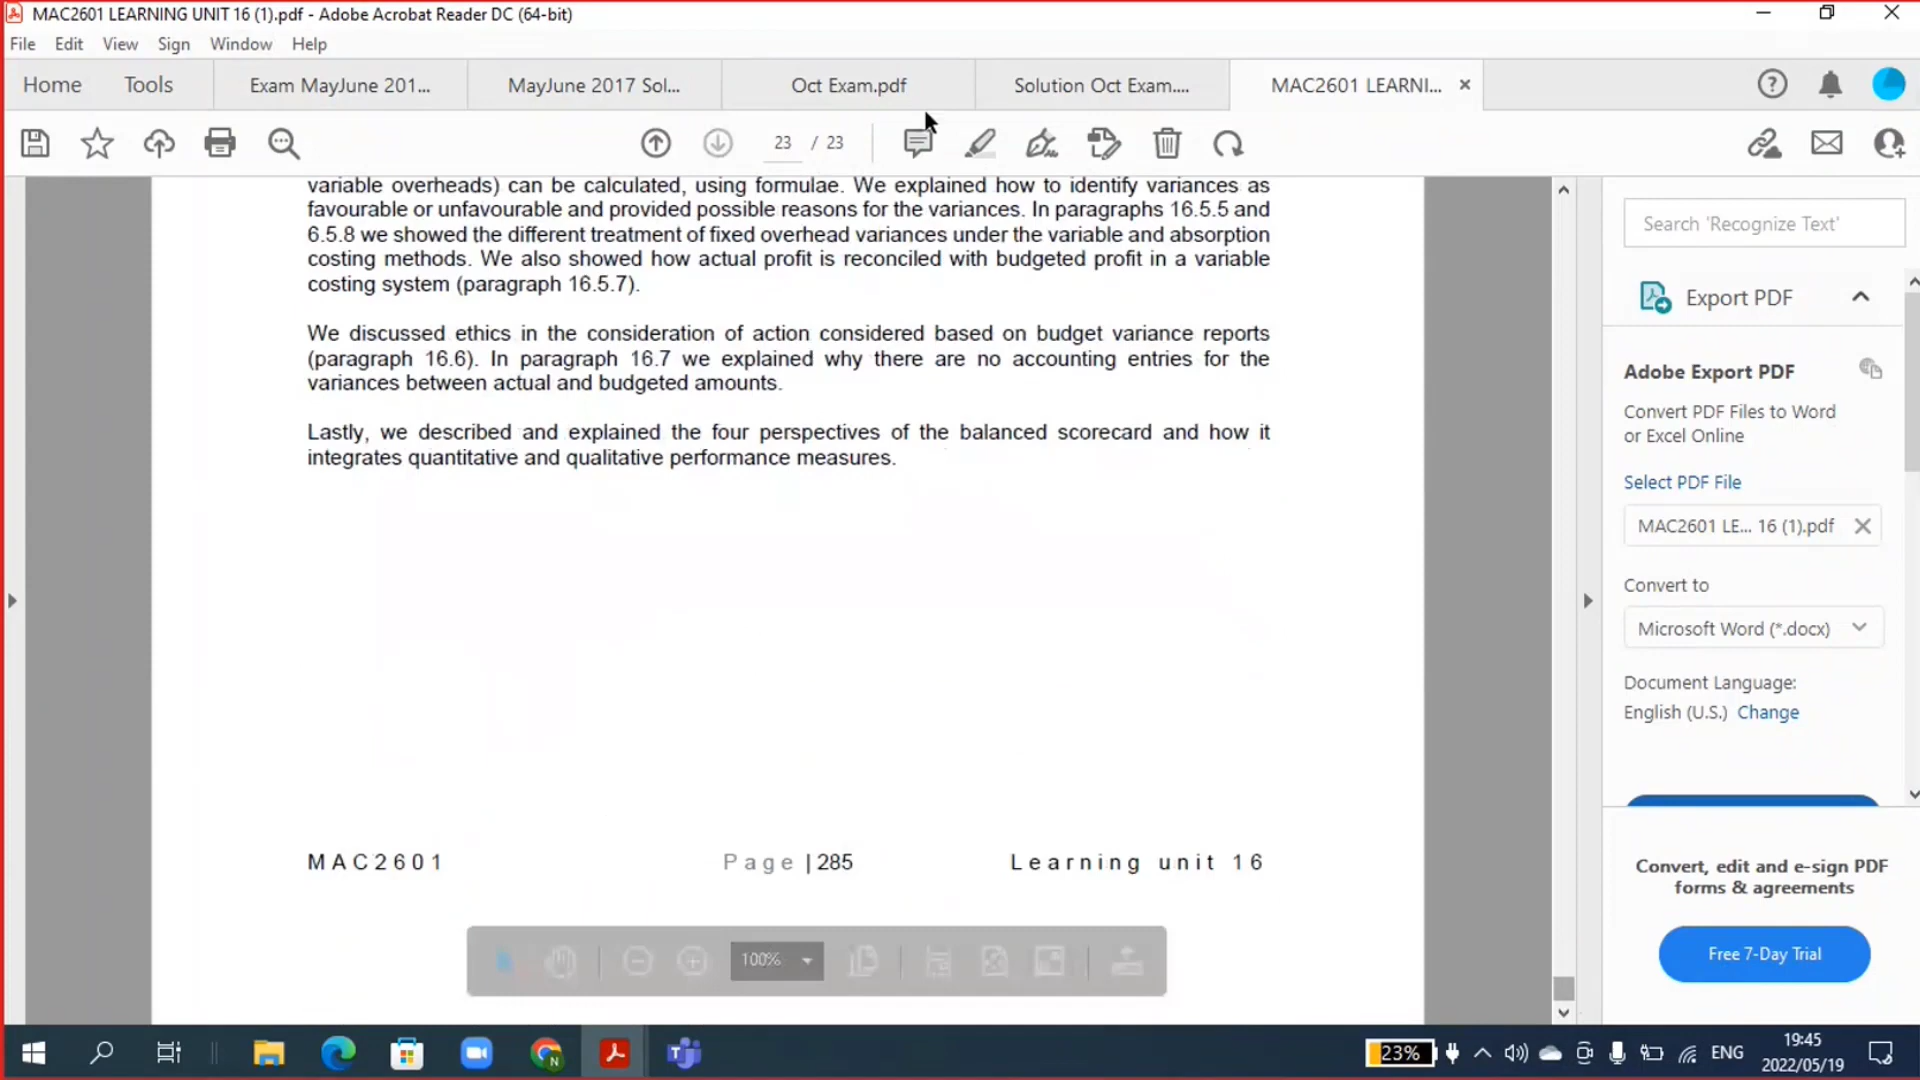 MAC2601 LEARNING UNIT 16 (1).pdf - Adobe Acrobat Reader DC (64-bit)
File Edit View Sign Window Help
Home Tools Exam MayJune 201... MayJune 2017 Sol... Oct Exam.pdf Solution Oct Exam.... MAC2601 LEARNI...
23 / 23
variable overheads) can be calculated, using formulae. We explained how to identify variances as
favourable or unfavourable and provided possible reasons for the variances. In paragraphs 16.5.5 and
6.5.8 we showed the different treatment of fixed overhead variances under the variable and absorption
costing methods. We also showed how actual profit is reconciled with budgeted profit in a variable
costing system (paragraph 16.5.7).
We discussed ethics in the consideration of action considered based on budget variance reports
(paragraph 16.6). In paragraph 16.7 we explained why there are no accounting entries for the
variances between actual and budgeted amounts.
Lastly, we described and explained the four perspectives of the balanced scorecard and how it
integrates quantitative and qualitative performance measures.
MAC2601 Page |285 Learning unit 16
100%
Search 'Recognize Text'
Export PDF
Adobe Export PDF
Convert PDF Files to Word
or Excel Online
Select PDF File
MAC2601 LE... 16 (1).pdf
Convert to
Microsoft Word (*.docx)
Document Language:
English (U.S.) Change
Convert, edit and e-sign PDF
forms & agreements
Free 7-Day Trial
N
23%
ENG
19:45
2022/05/19